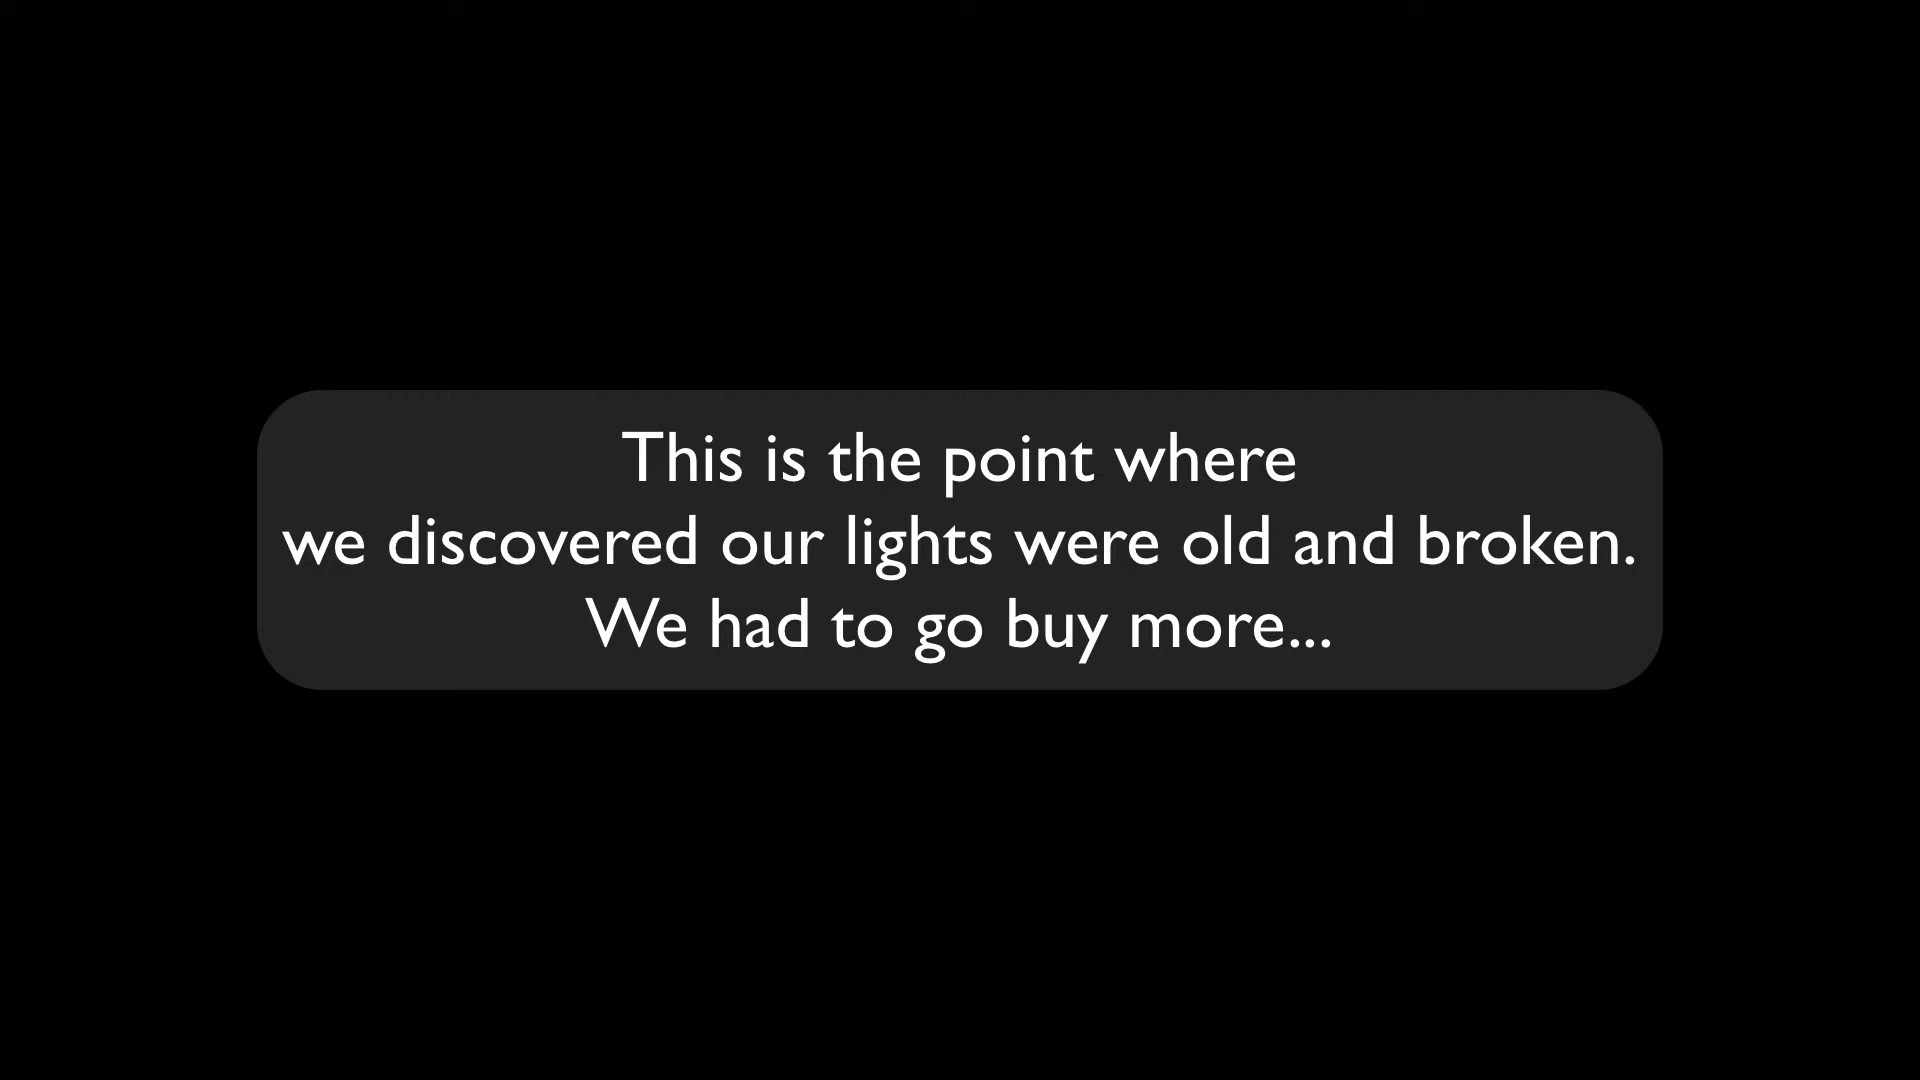 This is the point where
we discovered our lights were old and broken.
We had to go buy more...